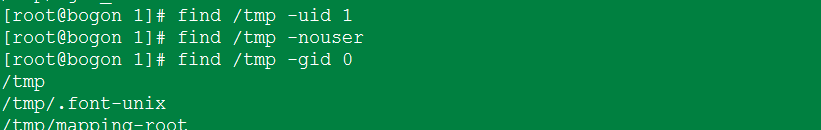 [root@bogon 1]# find /tmp -uid 1
[root@bogon 1]# find /tmp -nouser
[root@bogon 1]# find /tmp -gid 0
/tmp
/tmp/.font-unix
/tmp/mapping-root